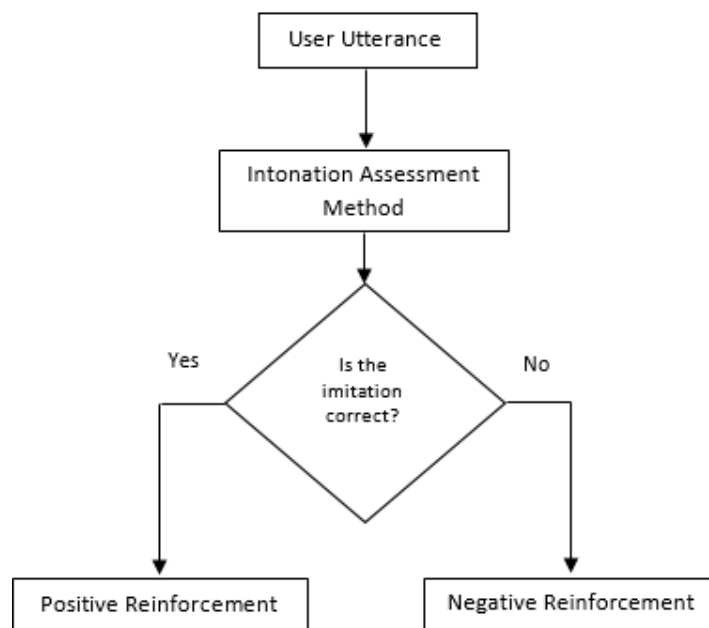 User Utterance
Intonation Assessment
Method
Yes
No
Is the
imitation
correct?
Positive Reinforcement
Negative Reinforcement